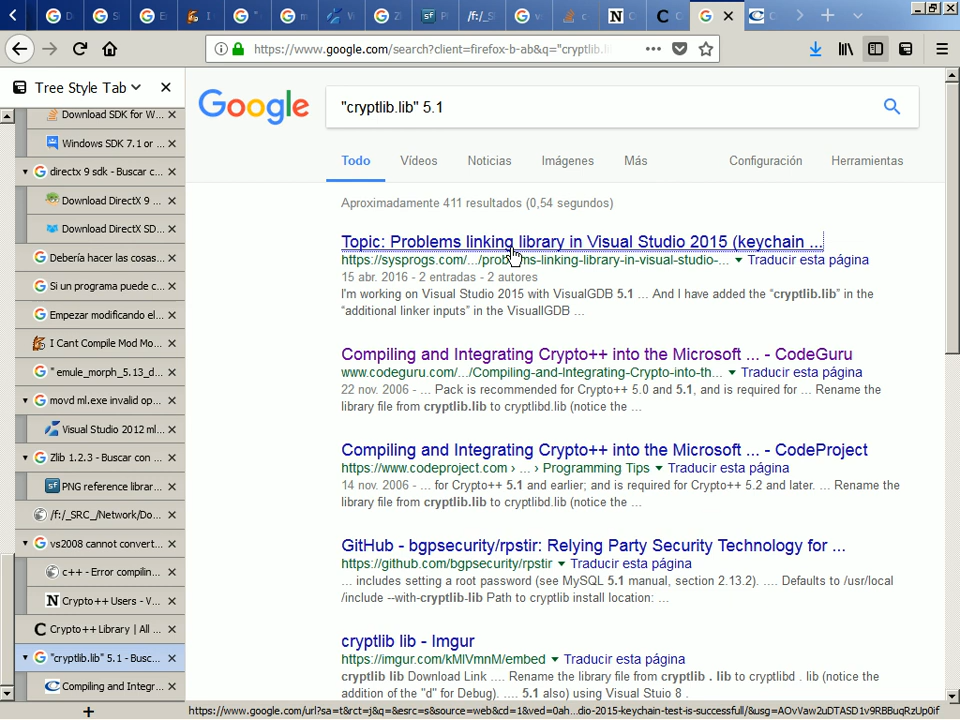 https://www.google.com/search?client=firefox-b-ab&q="cryptlib.li
Tree Style Tab
Download SDK for W...
Windows SDK 7.1 or ...
directx 9 sdk - Buscar c...
Download DirectX 9 ...
Download DirectX SD...
Debería hacer las cosas...
Si un programa puede c...
Empezar modificando el...
I Cant Compile Mod Mo...
"emule_morph_5.13_d...
movd ml.exe invalid op...
Visual Studio 2012 ml...
Zlib 1.2.3 - Buscar con ...
PNG reference librar...
/f:/_SRC_/Network/Do...
vs2008 cannot convert...
c++ - Error compilin...
Crypto++ Users - V...
Crypto++ Library | All ...
"cryptlib.lib" 5.1 - Busc...
Compiling and Integr...
Google
"cryptlib.lib" 5.1
Todo Vídeos Noticias Imágenes Más Configuración Herramientas
Aproximadamente 411 resultados (0,54 segundos)
Topic: Problems linking library in Visual Studio 2015 (keychain ...
https://sysprogs.com/.../problems-linking-library-in-visual-studio-... Traducir esta página
15 abr. 2016 - 2 entradas - 2 autores
I'm working on Visual Studio 2015 with VisualGDB 5.1 ... And I have added the “cryptlib.lib” in the
“additional linker inputs” in the VisuallGDB ...
Compiling and Integrating Crypto++ into the Microsoft ... - CodeGuru
www.codeguru.com/.../Compiling-and-Integrating-Crypto-into-th... Traducir esta página
22 nov. 2006 - ... Pack is recommended for Crypto++ 5.0 and 5.1, and is required for ... Rename the
library file from cryptlib.lib to cryptlibd.lib (notice the ...
Compiling and Integrating Crypto++ into the Microsoft ... - CodeProject
https://www.codeproject.com › ... › Programming Tips Traducir esta página
14 nov. 2006 - ... for Crypto++ 5.1 and earlier; and is required for Crypto++ 5.2 and later. ... Rename the
library file from cryptlib.lib to cryptlibd.lib (notice the ...
GitHub - bgpsecurity/rpstir: Relying Party Security Technology for ...
https://github.com/bgpsecurity/rpstir Traducir esta página
... includes setting a root password (see MySQL 5.1 manual, section 2.13.2). .... Defaults to /usr/local
/include --with-cryptlib-lib Path to cryptlib install location: ...
cryptlib lib - Imgur
https://imgur.com/kMlVmnM/embed Traducir esta página
cryptlib lib Download Link .... Rename the library file from cryptlib . lib to cryptlibd . lib (notice the
addition of the "d" for Debug). .... 5.1 also) using Visual Stuio 8 .